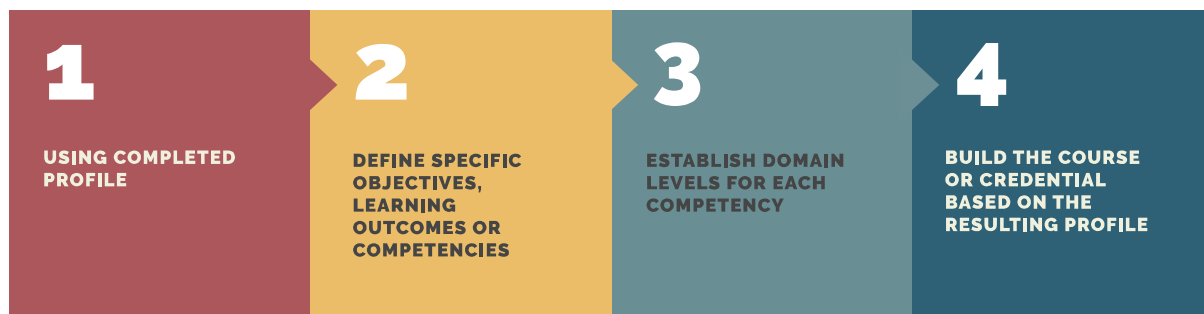 1
USING COMPLETED
PROFILE
2
DEFINE SPECIFIC
OBJECTIVES,
LEARNING
OUTCOMES OR
COMPETENCIES
3
ESTABLISH DOMAIN
LEVELS FOR EACH
COMPETENCY
4
BUILD THE COURSE
OR CREDENTIAL
BASED ON THE
RESULTING PROFILE